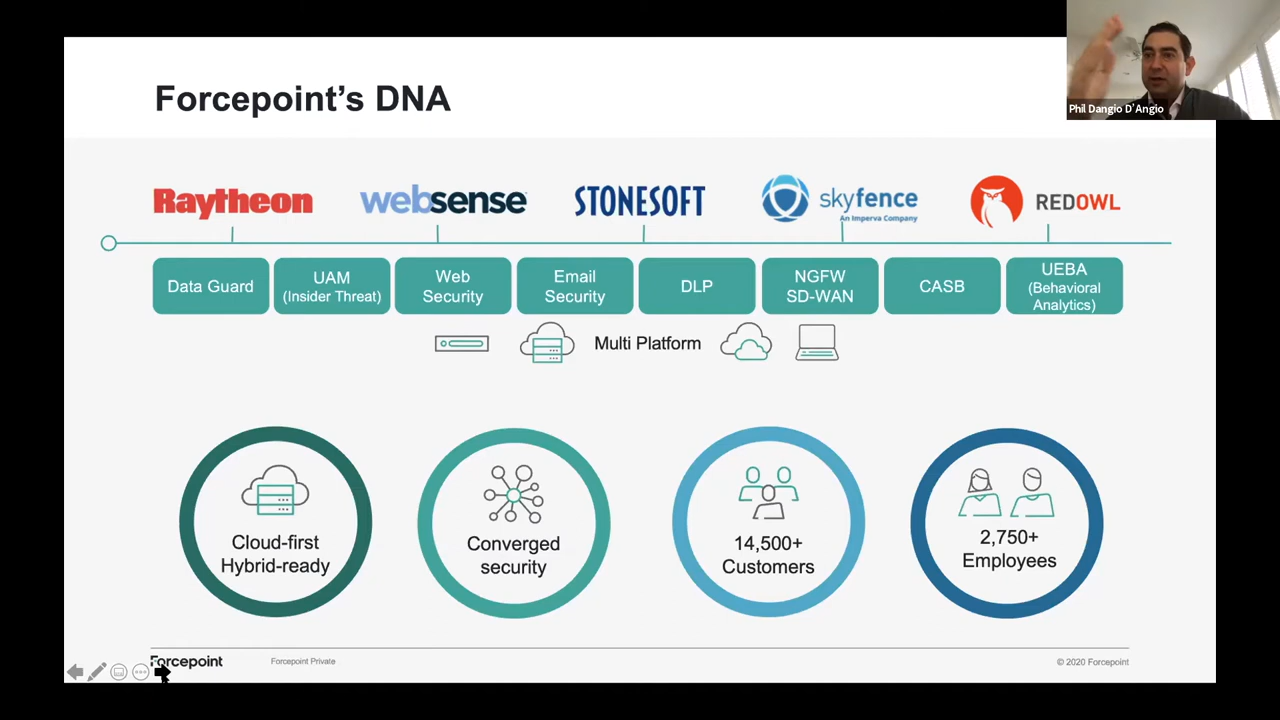 Forcepoint's DNA
Phil Dangio D'Angio
Raytheon
websense
STONESOFT
skyfence
An Imperva Company
REDOWL
Data Guard
UAM
(Insider Threat)
Web
Security
Email
Security
DLP
NGFW
SD-WAN
CASB
UEBA
(Behavioral
Analytics)
Multi Platform
Cloud-first
Hybrid-ready
Converged
security
14,500+
Customers
2,750+
Employees
Forcepoint
Forcepoint Private
© 2020 Forcepoint